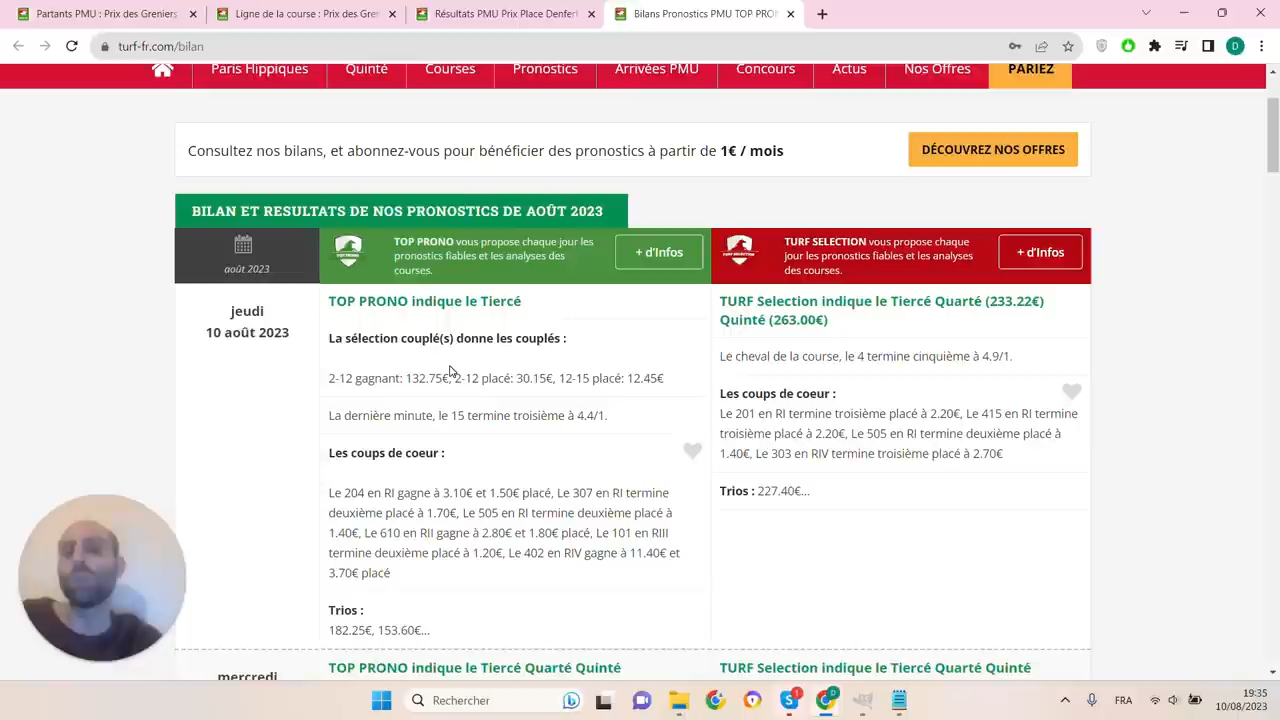 Partants PMU : Prix des Greniers
Ligne de la course : Prix des Gre
Résultats PMU Prix Place Denfer
Bilans Pronostics PMU TOP PRO
turf-fr.com/bilan
D
Paris Hippiques
Quinté
Courses
Pronostics
Arrivées PMU
Concours
Actus
Nos Offres
PARIEZ
Consultez nos bilans, et abonnez-vous pour bénéficier des pronostics à partir de 1€ / mois
DÉCOUVREZ NOS OFFRES
BILAN ET RESULTATS DE NOS PRONOSTICS DE AOÛT 2023
août 2023
TOP PRONO vous propose chaque jour les
pronostics fiables et les analyses des
courses.
+ d'Infos
TURF SELECTION vous propose chaque
jour les pronostics fiables et les analyses
des courses.
+ d'Infos
jeudi
10 août 2023
TOP PRONO indique le Tiercé
La sélection couplé(s) donne les couplés :
2-12 gagnant: 132.75€, 2-12 placé: 30.15€, 12-15 placé: 12.45€
La dernière minute, le 15 termine troisième à 4.4/1.
Les coups de coeur :
Le 204 en RI gagne à 3.10€ et 1.50€ placé, Le 307 en RI termine
deuxième placé à 1.70€, Le 505 en RI termine deuxième placé à
1.40€, Le 610 en RII gagne à 2.80€ et 1.80€ placé, Le 101 en RIII
termine deuxième placé à 1.20€, Le 402 en RIV gagne à 11.40€ et
3.70€ placé
Trios :
182.25€, 153.60€...
TURF Selection indique le Tiercé Quarté (233.22€)
Quinté (263.00€)
Le cheval de la course, le 4 termine cinquième à 4.9/1.
Les coups de coeur :
Le 201 en RI termine troisième placé à 2.20€, Le 415 en RI termine
troisième placé à 2.20€, Le 505 en RI termine deuxième placé à
1.40€, Le 303 en RIV termine troisième placé à 2.70€
Trios : 227.40€...
mercredi
TOP PRONO indique le Tiercé Quarté Quinté
TURF Selection indique le Tiercé Quarté Quinté
Rechercher
1
FRA
19:35
10/08/2023